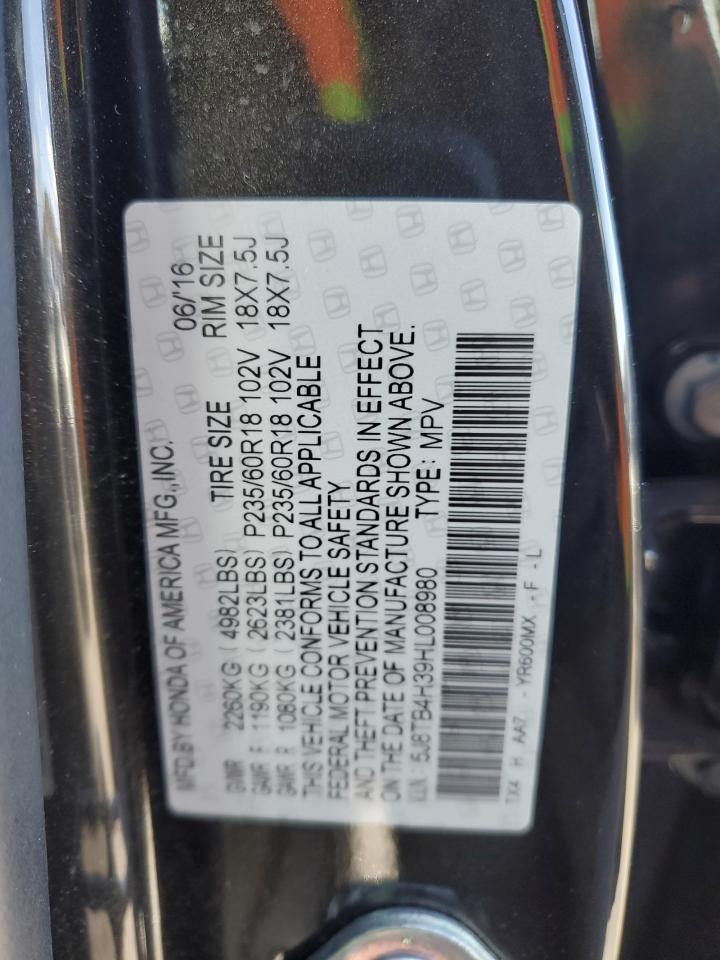 MFD.BY HONDA OF AMERICA MFG.,INC. 06/'16
GVWR 2260KG (4982LBS) TIRE SIZE RIM SIZE
GAWR F 1190KG (2623LBS) P235/60R18 102V 18X7.5J
GAWR R 1080KG (2381LBS) P235/60R18 102V 18X7.5J
THIS VEHICLE CONFORMS TO ALL APPLICABLE
FEDERAL MOTOR VEHICLE SAFETY
AND THEFT PREVENTION STANDARDS IN EFFECT
ON THE DATE OF MANUFACTURE SHOWN ABOVE.
V.I.N.: 5J8TB4H39HL008980 TYPE: MPV
TX4 H AA7 - YR600MX - F - L